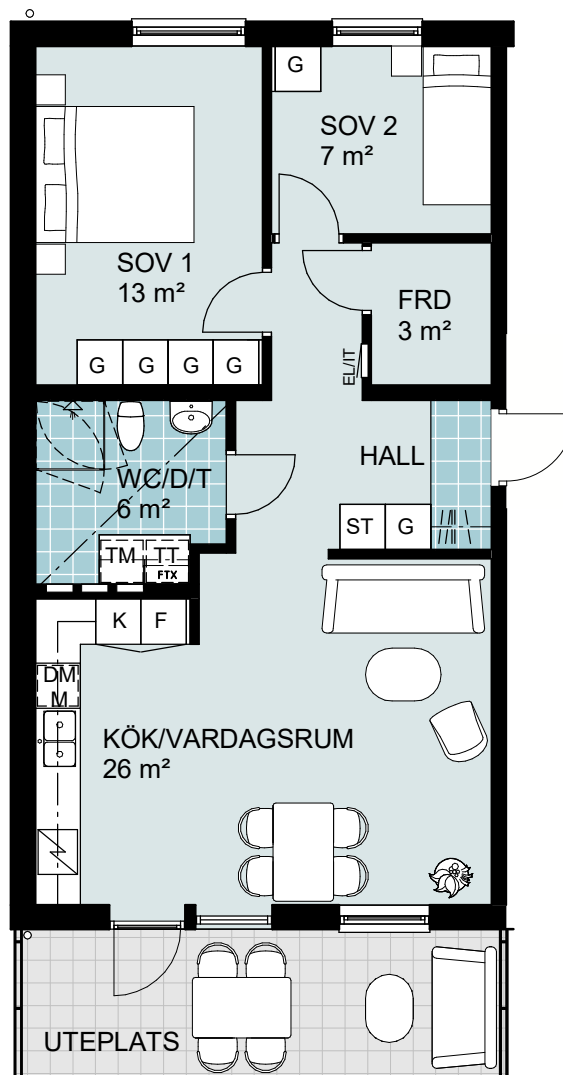 G
SOV 2
7 m²
SOV 1
13 m²
FRD
3 m²
G G G G
EL/IT
HALL
WC/D/T
6 m²
ST G
TM TT
FTX
K F
DM
M
KÖK/VARDAGSRUM
26 m²
UTEPLATS